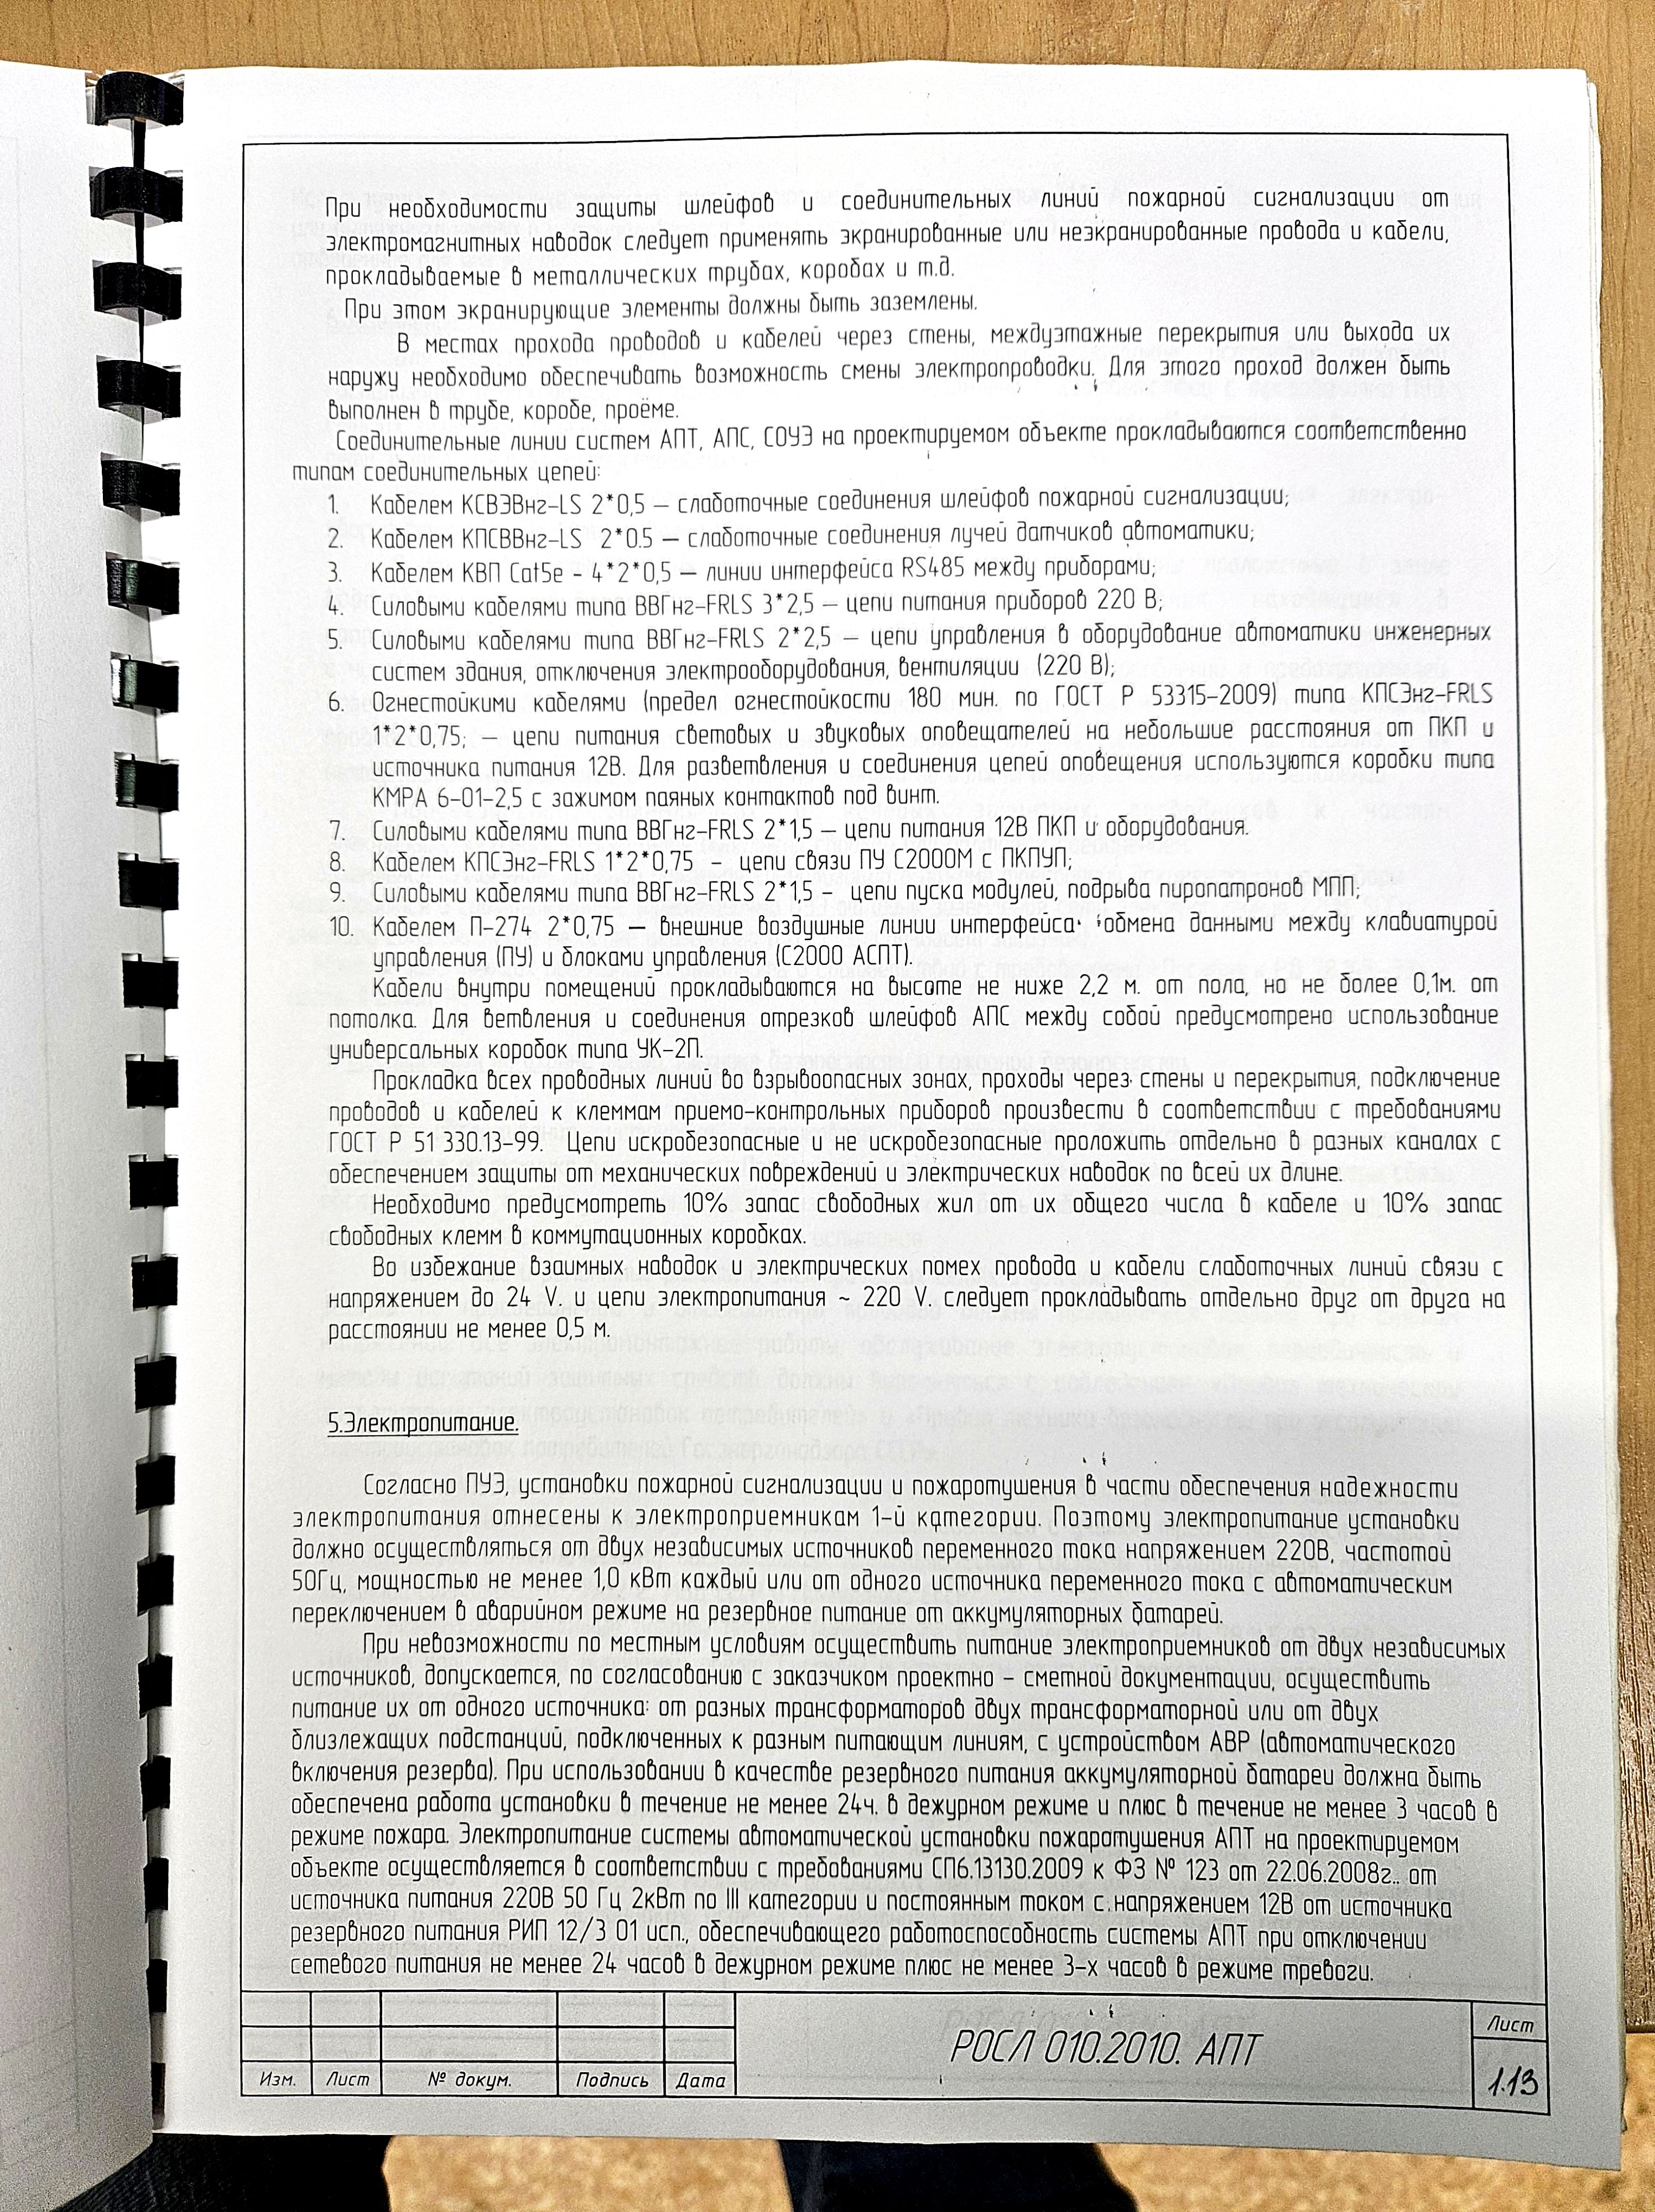 При необходимости защиты шлейфов и соединительных линий пожарной сигнализации от
электромагнитных наводок следует применять экранированные или неэкранированные провода и кабели,
прокладываемые в металлических трубах, коробах и т.д.
При этом экранирующие элементы должны быть заземлены.
В местах прохода проводов и кабелей через стены, междуэтажные перекрытия или выхода их
наружу необходимо обеспечивать возможность смены электропроводки. Для этого проход должен быть
выполнен в трубе, коробе, проёме.
Соединительные линии систем АПТ, АПС, СОУЭ на проектируемом объекте прокладываются соответственно
типам соединительных цепей:
1. Кабелем КСВЭВнг-LS 2*0,5 – слаботочные соединения шлейфов пожарной сигнализации;
2. Кабелем КПСВВнг-LS 2*0.5 – слаботочные соединения лучей датчиков автоматики;
3. Кабелем КВП Cat5e - 4*2*0,5 – линии интерфейса RS485 между приборами;
4. Силовыми кабелями типа ВВГнг-FRLS 3*2,5 – цепи питания приборов 220 В;
5. Силовыми кабелями типа ВВГнг-FRLS 2*2,5 – цепи управления в оборудование автоматики инженерных
систем здания, отключения электрооборудования, вентиляции (220 В);
6. Огнестойкими кабелями (предел огнестойкости 180 мин. по ГОСТ Р 53315-2009) типа КПСЭнг-FRLS
1*2*0,75; – цепи питания световых и звуковых оповещателей на небольшие расстояния от ПКП и
источника питания 12В. Для разветвления и соединения цепей оповещения используются коробки типа
КМРА 6-01-2,5 с зажимом паяных контактов под винт.
7. Силовыми кабелями типа ВВГнг-FRLS 2*1,5 – цепи питания 12В ПКП и оборудования.
8. Кабелем КПСЭнг-FRLS 1*2*0,75 - цепи связи ПУ С2000М с ПКПУП;
9. Силовыми кабелями типа ВВГнг-FRLS 2*1,5 - цепи пуска модулей, подрыва пиропатронов МПП;
10. Кабелем П-274 2*0,75 – внешние воздушные линии интерфейса обмена данными между клавиатурой
управления (ПУ) и блоками управления (С2000 АСПТ).
Кабели внутри помещений прокладываются на высоте не ниже 2,2 м. от пола, но не более 0,1м. от
потолка. Для ветвления и соединения отрезков шлейфов АПС между собой предусмотрено использование
универсальных коробок типа УК-2П.
Прокладка всех проводных линий во взрывоопасных зонах, проходы через стены и перекрытия, подключение
проводов и кабелей к клеммам приемо-контрольных приборов произвести в соответствии с требованиями
ГОСТ Р 51 330.13-99. Цепи искробезопасные и не искробезопасные проложить отдельно в разных каналах с
обеспечением защиты от механических повреждений и электрических наводок по всей их длине.
Необходимо предусмотреть 10% запас свободных жил от их общего числа в кабеле и 10% запас
свободных клемм в коммутационных коробках.
Во избежание взаимных наводок и электрических помех провода и кабели слаботочных линий связи с
напряжением до 24 V. и цепи электропитания ~ 220 V. следует прокладывать отдельно друг от друга на
расстоянии не менее 0,5 м.
5.Электропитание.
Согласно ПУЭ, установки пожарной сигнализации и пожаротушения в части обеспечения надежности
электропитания отнесены к электроприемникам 1-й категории. Поэтому электропитание установки
должно осуществляться от двух независимых источников переменного тока напряжением 220В, частотой
50Гц, мощностью не менее 1,0 кВт каждый или от одного источника переменного тока с автоматическим
переключением в аварийном режиме на резервное питание от аккумуляторных батарей.
При невозможности по местным условиям осуществить питание электроприемников от двух независимых
источников, допускается, по согласованию с заказчиком проектно - сметной документации, осуществить
питание их от одного источника: от разных трансформаторов двух трансформаторной или от двух
близлежащих подстанций, подключенных к разным питающим линиям, с устройством АВР (автоматического
включения резерва). При использовании в качестве резервного питания аккумуляторной батареи должна быть
обеспечена работа установки в течение не менее 24ч. в дежурном режиме и плюс в течение не менее 3 часов в
режиме пожара. Электропитание системы автоматической установки пожаротушения АПТ на проектируемом
объекте осуществляется в соответствии с требованиями СП6.13130.2009 к ФЗ № 123 от 22.06.2008г.. от
источника питания 220В 50 Гц 2кВт по III категории и постоянным током с напряжением 12В от источника
резервного питания РИП 12/3 01 исп., обеспечивающего работоспособность системы АПТ при отключении
сетевого питания не менее 24 часов в дежурном режиме плюс не менее 3-х часов в режиме тревоги.
Изм. Лист № докум. Подпись Дата
РОСЛ 010.2010. АПТ
Лист
1.13